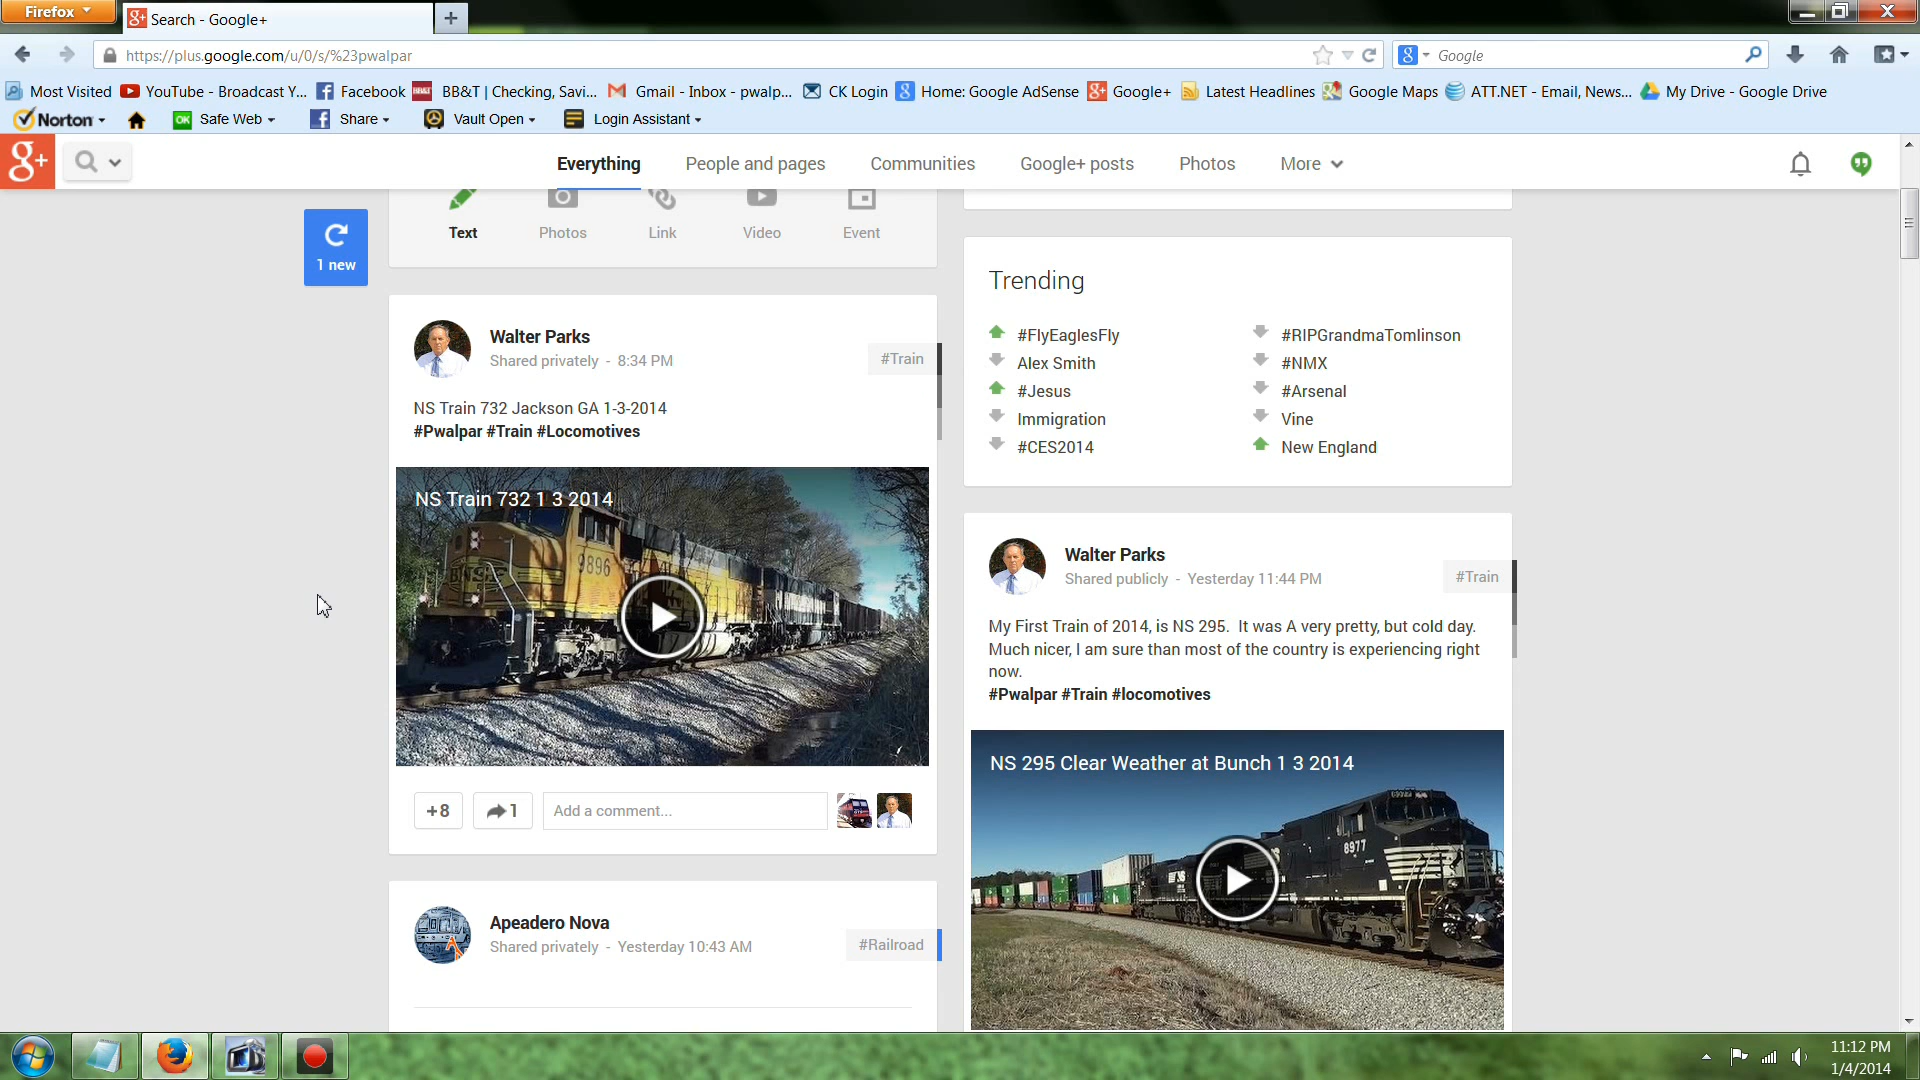 Firefox
Search - Google+
https://plus.google.com/u/0/s/%23pwalpar
Google
Most Visited
YouTube - Broadcast Y...
Facebook
BB&T | Checking, Savi...
Gmail - Inbox - pwalp...
CK Login
Home: Google AdSense
Google+
Latest Headlines
Google Maps
ATT.NET - Email, News...
My Drive - Google Drive
Norton
OK
Safe Web
Share
Vault Open
Login Assistant
g+
Everything
People and pages
Communities
Google+ posts
Photos
More
1 new
Text
Photos
Link
Video
Event
Walter Parks
Shared privately - 8:34 PM
#Train
NS Train 732 Jackson GA 1-3-2014
#Pwalpar #Train #Locomotives
NS Train 732 1 3 2014
9896
BNSF
+8
1
Add a comment...
Apeadero Nova
Shared privately - Yesterday 10:43 AM
#Railroad
Trending
#FlyEaglesFly
Alex Smith
#Jesus
Immigration
#CES2014
#RIPGrandmaTomlinson
#NMX
#Arsenal
Vine
New England
Walter Parks
Shared publicly - Yesterday 11:44 PM
#Train
My First Train of 2014, is NS 295. It was A very pretty, but cold day.
Much nicer, I am sure than most of the country is experiencing right
now.
#Pwalpar #Train #locomotives
NS 295 Clear Weather at Bunch 1 3 2014
8977
NS
11:12 PM
1/4/2014